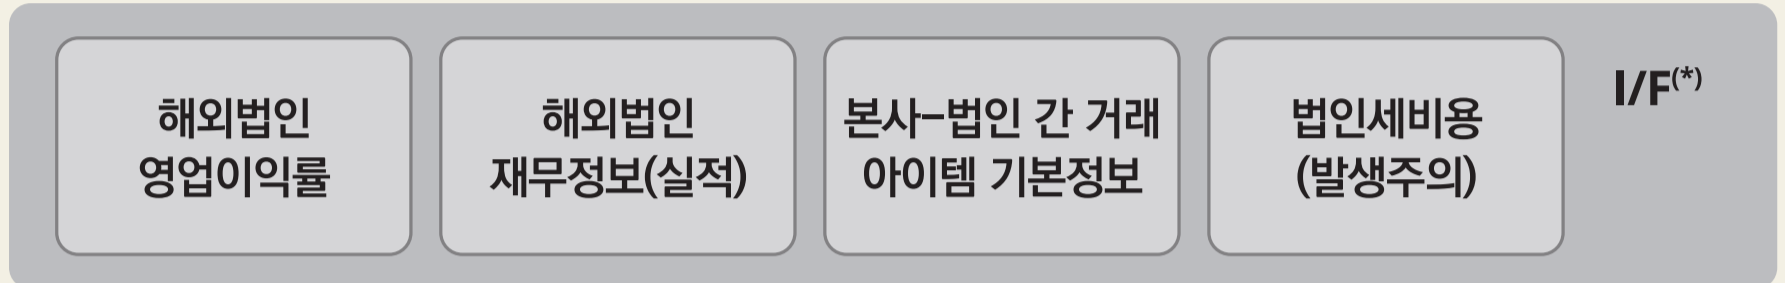 해외법인
영업이익률
해외법인
재무정보(실적)
본사-법인 간 거래
아이템 기본정보
법인세비용
(발생주의)
I/F(*)